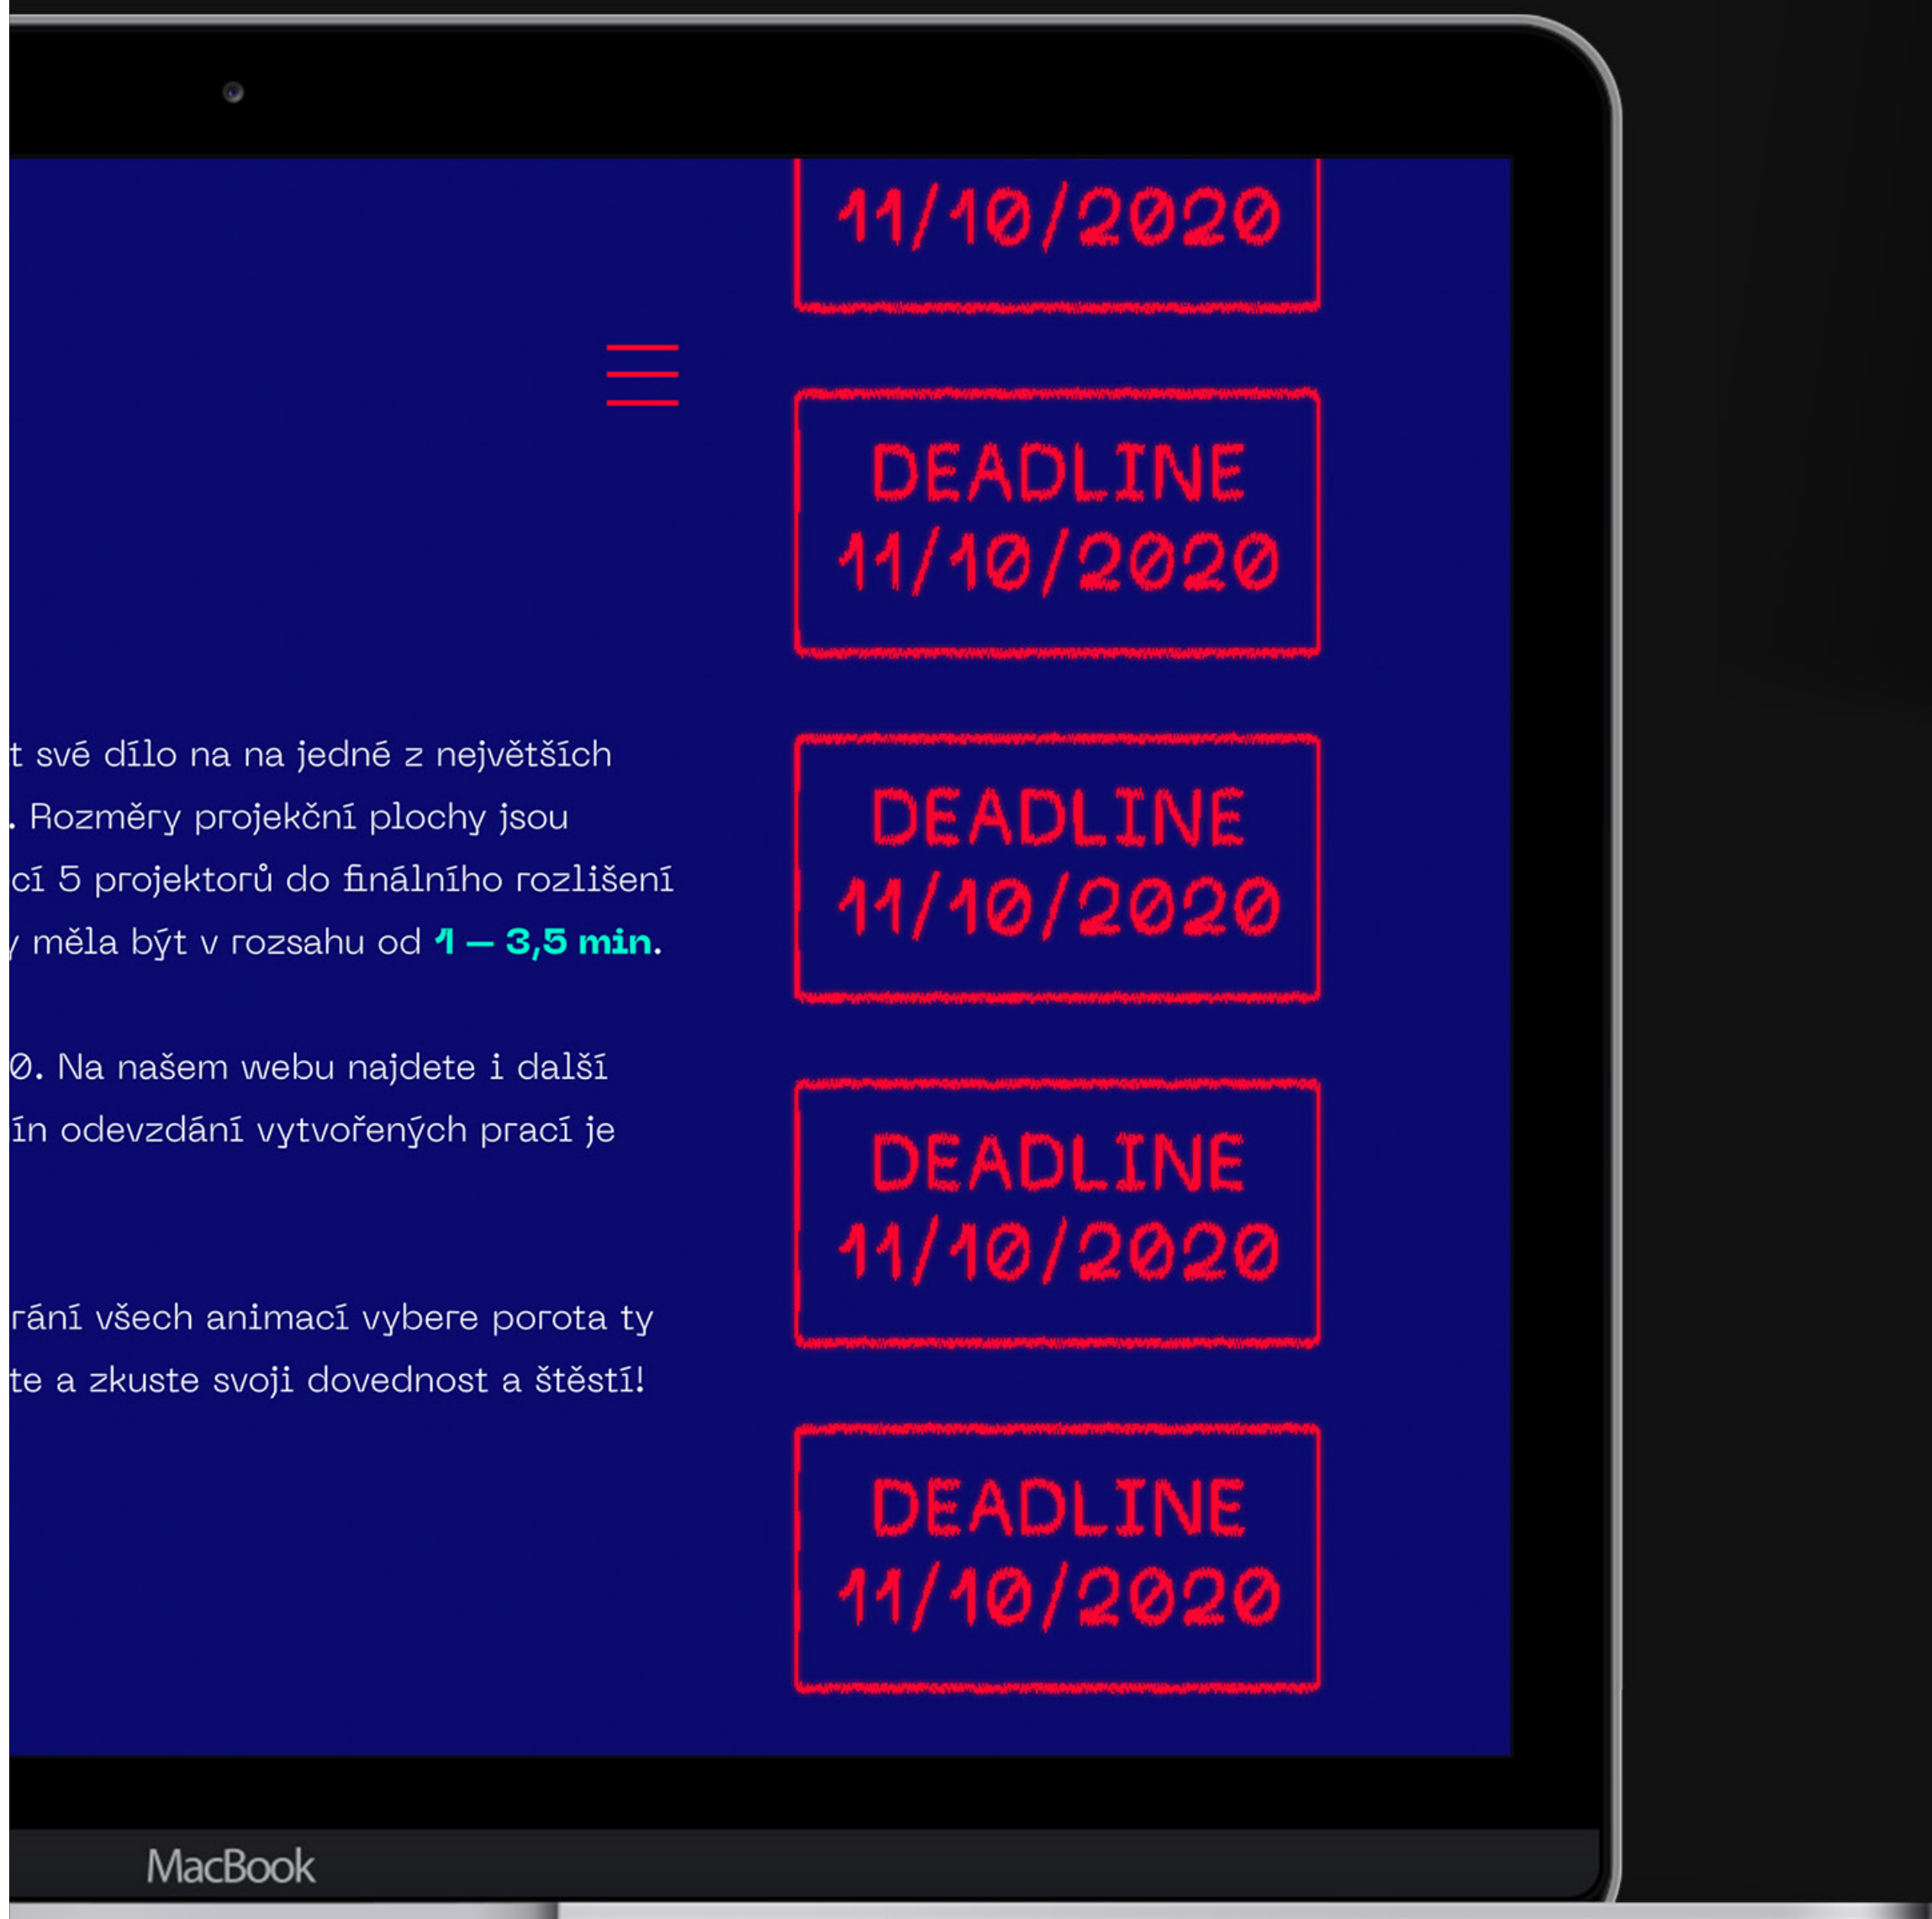 t své dílo na na jedné z největších
. Rozměry projekční plochy jsou
cí 5 projektorů do finálního rozlišení
měla být v rozsahu od 1 – 3,5 min.
0. Na našem webu najdete i další
ín odevzdání vytvořených prací je
rání všech animací vybere porota ty
te a zkuste svoji dovednost a štěstí!
11/10/2020
DEADLINE
11/10/2020
DEADLINE
11/10/2020
DEADLINE
11/10/2020
DEADLINE
11/10/2020
MacBook